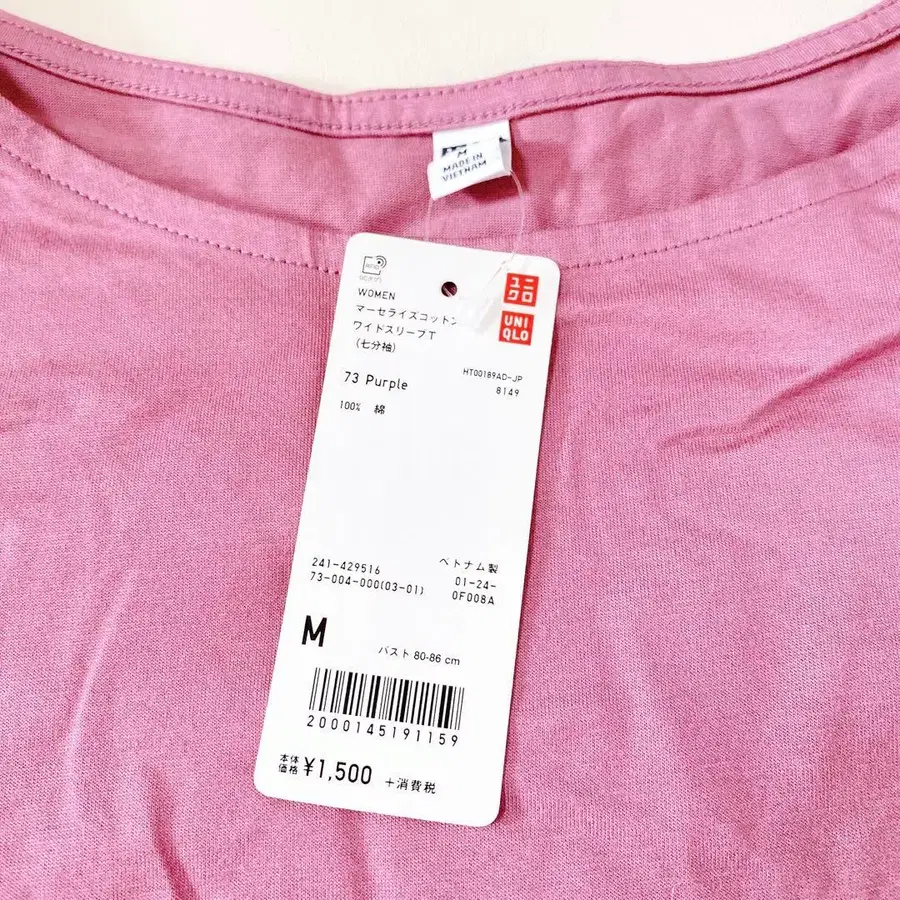 M
MADE IN
VIETNAM
WOMEN
マーセライズコットン
ワイドスリーブT
(七分袖)
ユニ
クロ
UNI
QLO
73 Purple
HT00189AD-JP
8149
100% 綿
241-429516
73-004-000(03-01)
ベトナム製
01-24-
0F008A
M
バスト 80-86 cm
2000145191159
本体
価格 ¥1,500 +消費税